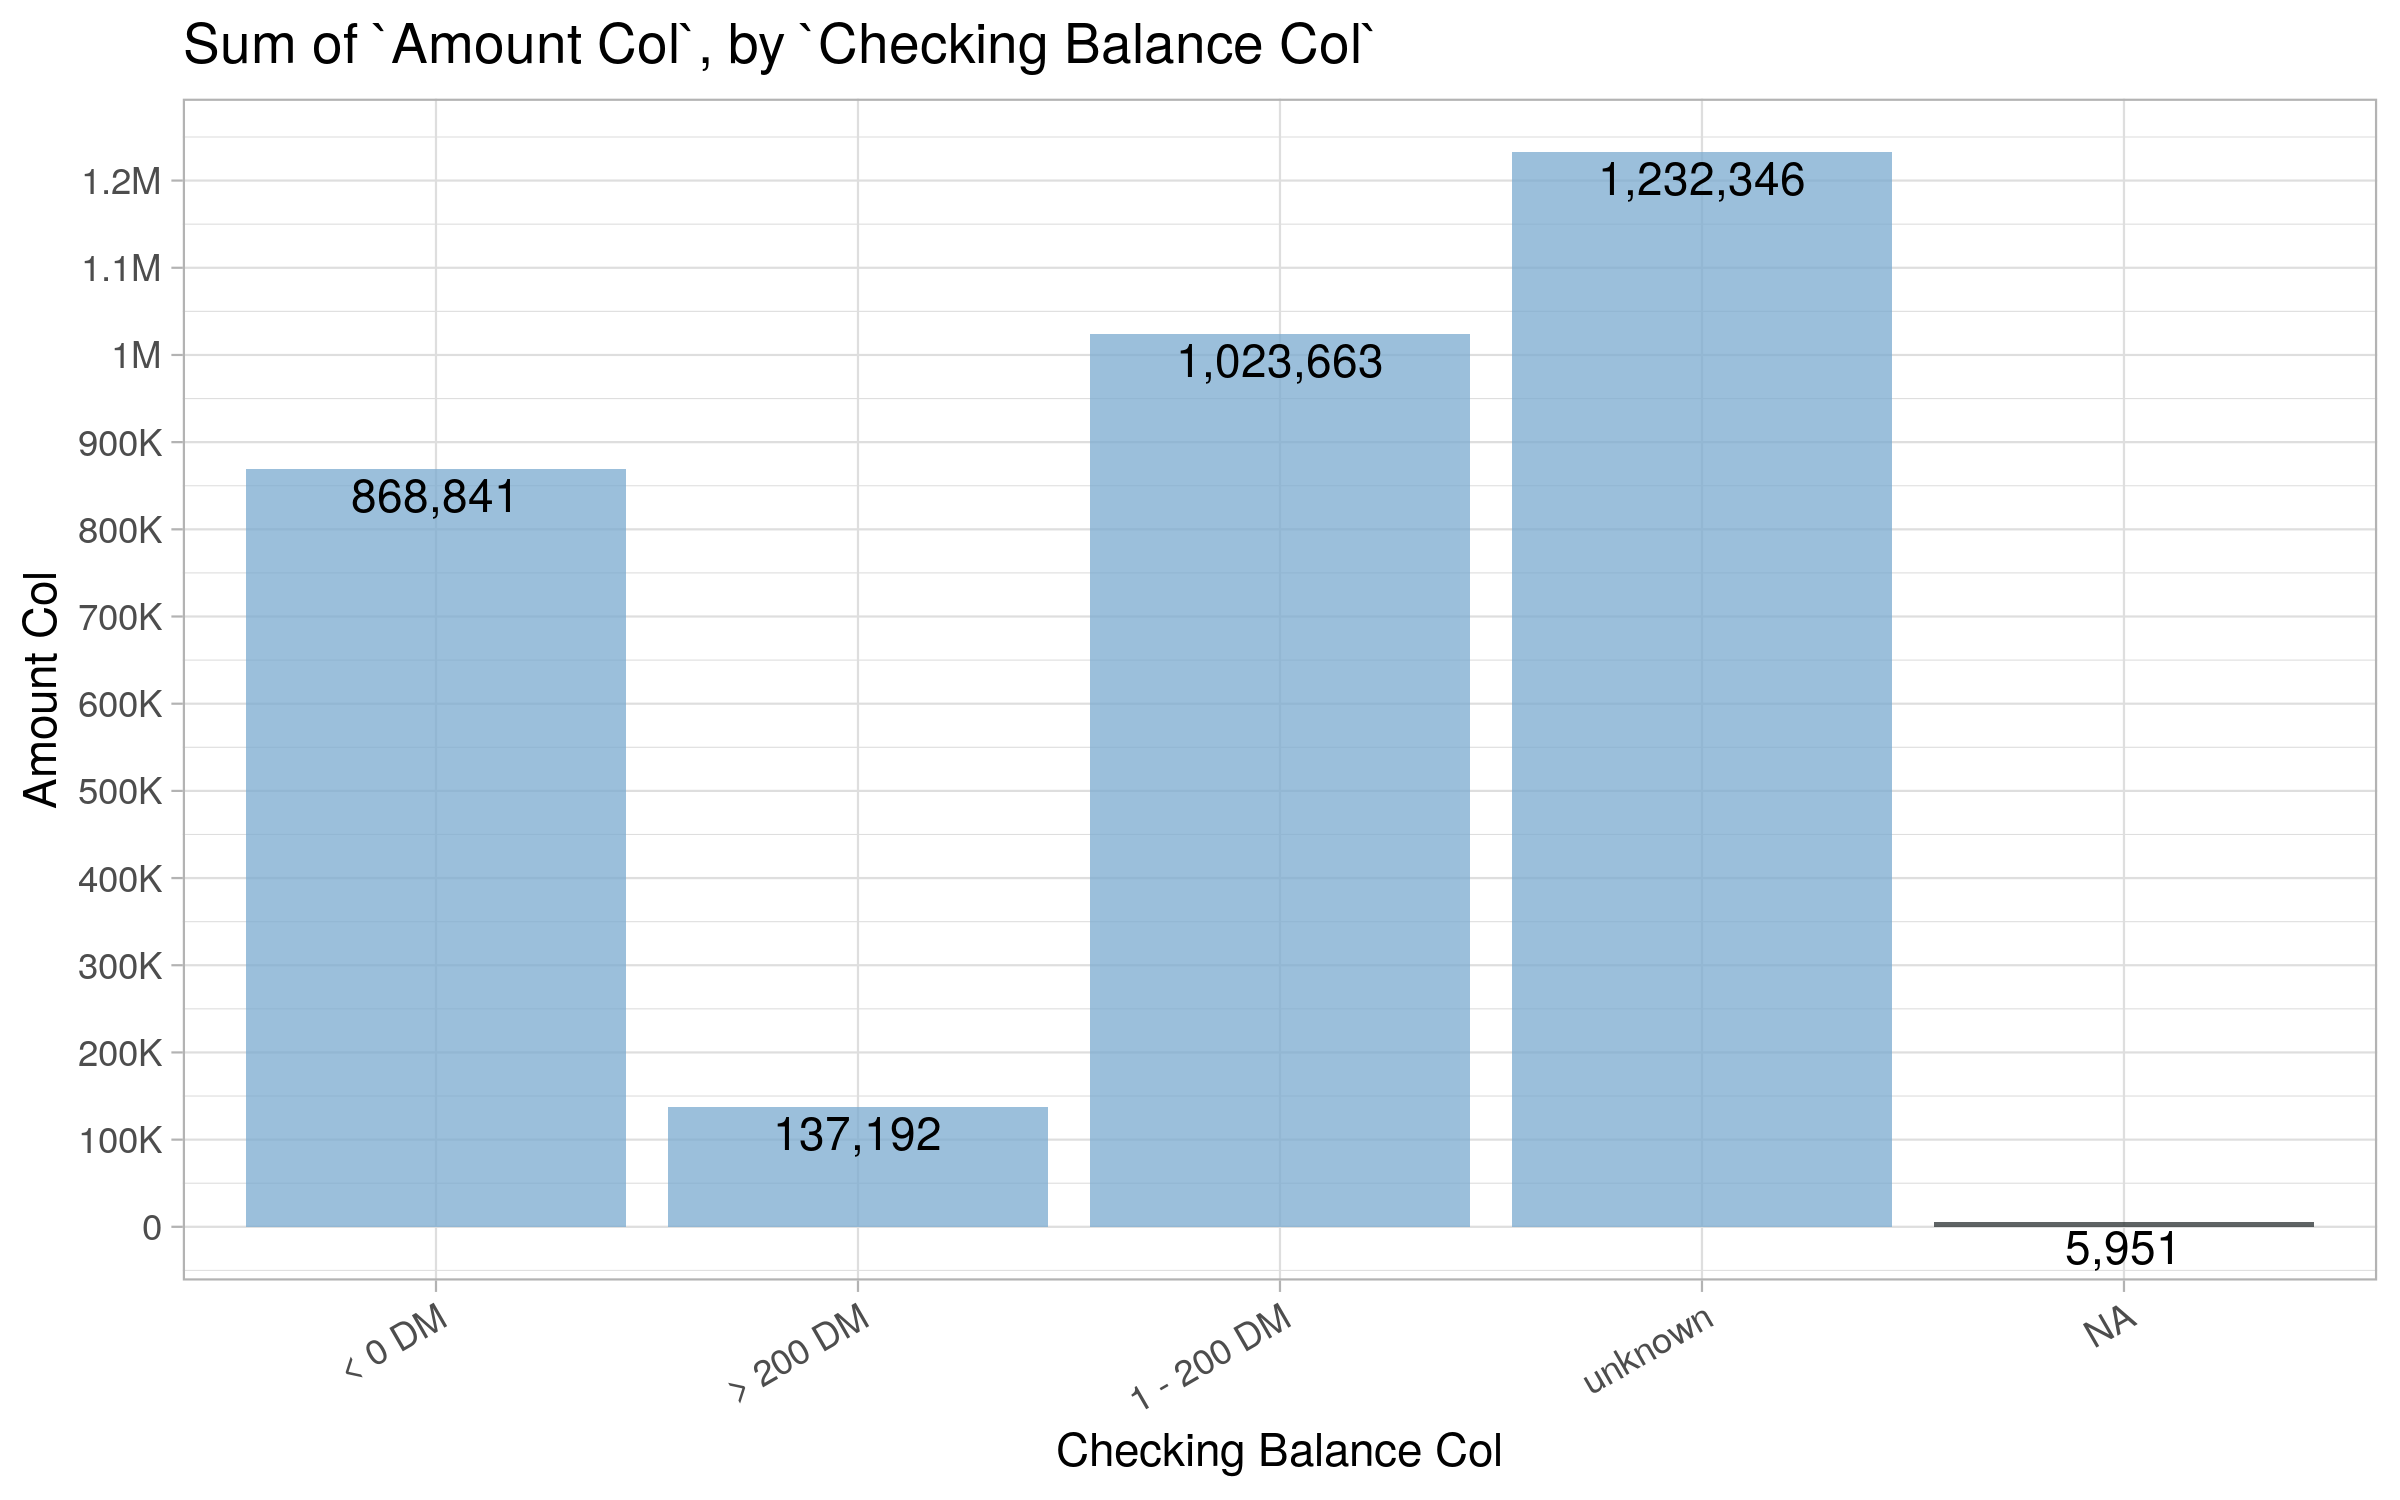 Sum of `Amount Col`, by `Checking Balance Col`
1.2M
1.1M
1M
900K
800K
700K
600K
500K
400K
300K
200K
100K
0
Amount Col
868,841
137,192
1,023,663
1,232,346
5,951
< 0 DM
> 200 DM
1 - 200 DM
unknown
NA
Checking Balance Col